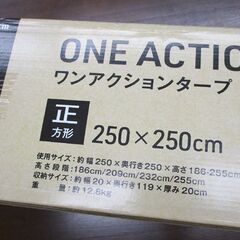 cm
ONE ACTIO
ワンアクションタープ
正
方形
250×250cm
使用サイズ：約 幅250×奥行き250×高さ186-255cm
高さ段階：186cm/209cm/232cm/255cm
収納サイズ：約 幅20×奥行き119×厚み20cm
重　量：約12.8kg